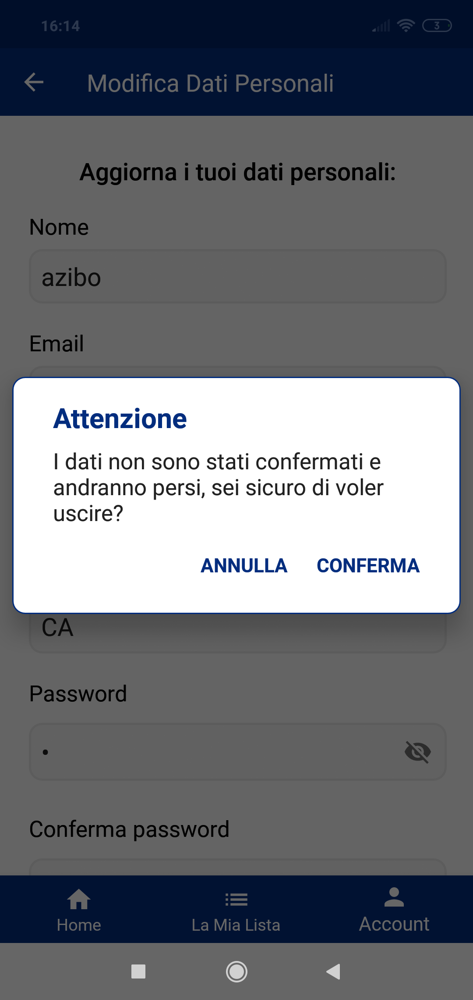 16:14
3
Modifica Dati Personali
Aggiorna i tuoi dati personali:
Nome
azibo
Email
Attenzione
I dati non sono stati confermati e
andranno persi, sei sicuro di voler
uscire?
ANNULLA CONFERMA
CA
Password
•
Conferma password
Home La Mia Lista Account